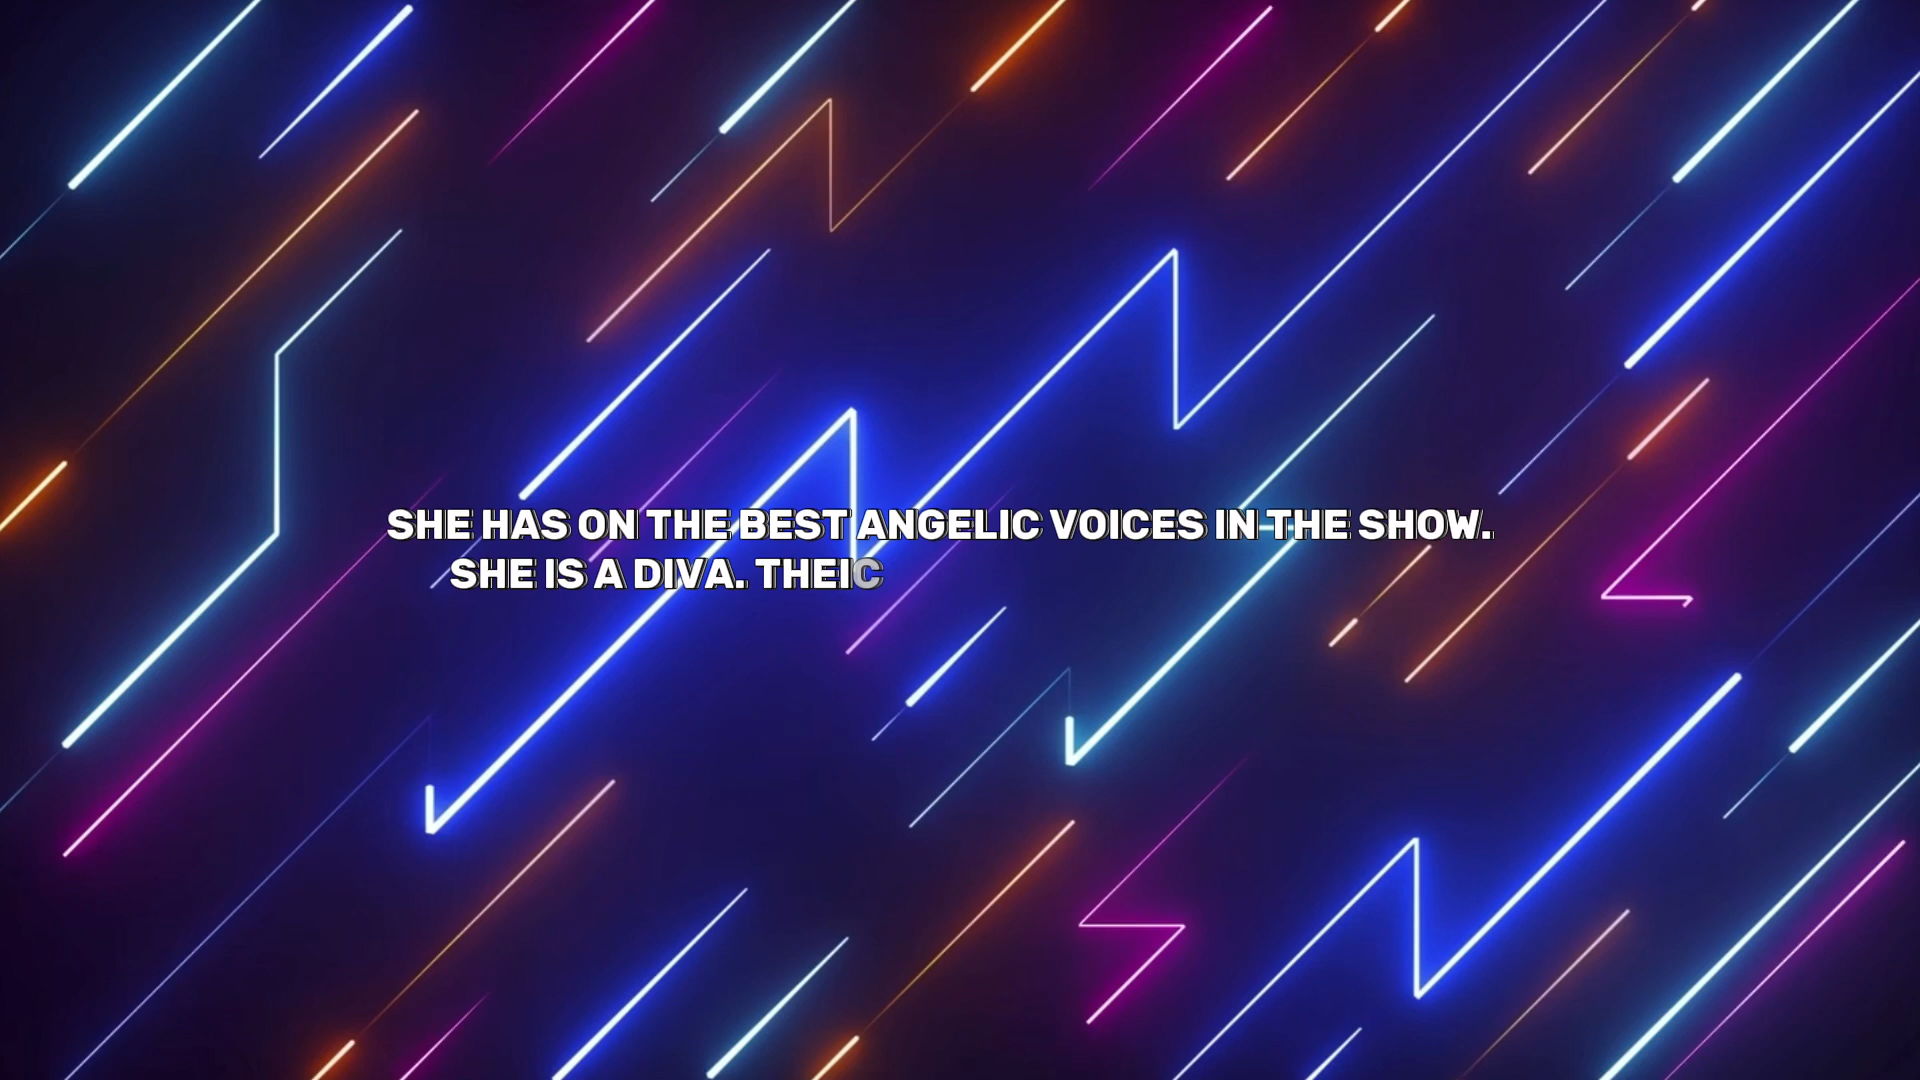 SHE HAS ON THE BEST ANGELIC VOICES IN THE SHOW.
SHE IS A DIVA. THEIC